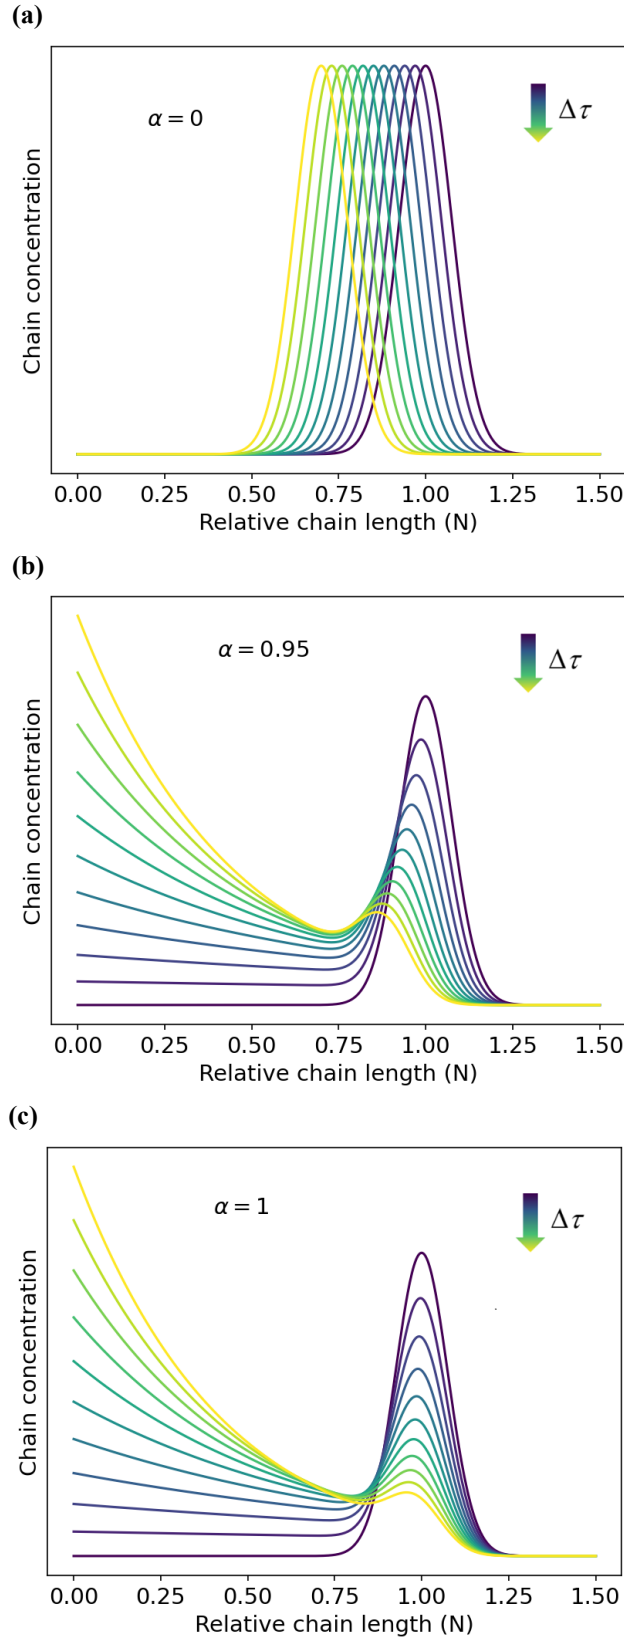 (a)
α = 0
Δτ
Chain concentration
0.00 0.25 0.50 0.75 1.00 1.25 1.50
Relative chain length (N)
(b)
α = 0.95
Δτ
Chain concentration
0.00 0.25 0.50 0.75 1.00 1.25 1.50
Relative chain length (N)
(c)
α = 1
Δτ
Chain concentration
0.00 0.25 0.50 0.75 1.00 1.25 1.50
Relative chain length (N)